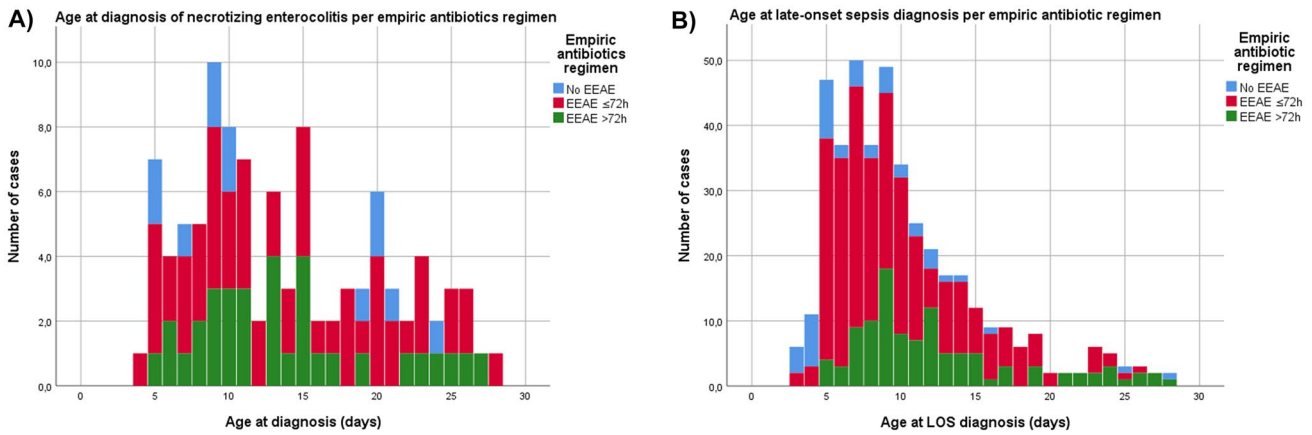 A)
Age at diagnosis of necrotizing enterocolitis per empiric antibiotics regimen
Number of cases
10,0
8,0
6,0
4,0
2,0
0,0
0
5
10
15
20
25
30
Age at diagnosis (days)
Empiric
antibiotics
regimen
No EEAE
EEAE ≤72h
EEAE >72h
B)
Age at late-onset sepsis diagnosis per empiric antibiotic regimen
Number of cases
50,0
40,0
30,0
20,0
10,0
0,0
0
5
10
15
20
25
30
Age at LOS diagnosis (days)
Empiric
antibiotic
regimen
No EEAE
EEAE ≤72h
EEAE >72h